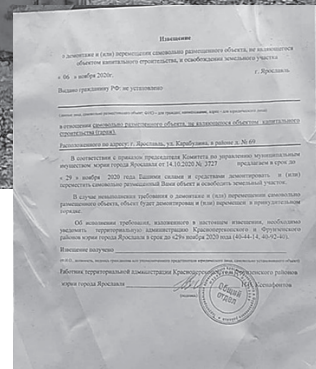 Извещение
о демонтаже и (или) перемещении самовольно размещенного объекта, не являющегося
объектом капитального строительства, и освобождении земельного участка
« 06 » ноября 2020г. г. Ярославль
Выдано гражданину РФ: не установлено
в отношении самовольно размещенного объекта, не являющегося объектом капитального
строительства (гараж),
Расположенного по адресу: г. Ярославль, ул. Карабулина, в районе д. № 69
В соответствии с приказом председателя Комитета по управлению муниципальным
имуществом мэрии города Ярославля от 14.10.2020 № 3727 предлагаем в срок до
« 29 » ноября 2020 года Вашими силами и средствами демонтировать и (или)
переместить самовольно размещенный Вами объект и освободить земельный участок.
В случае невыполнения требования о демонтаже и (или) перемещении самовольно
размещенного объекта, объект будет демонтирован и (или) перемещен в принудительном
порядке.
Об исполнении требования, изложенного в настоящем извещении, необходимо
уведомить территориальную администрацию Красноперекопского и Фрунзенского
районов мэрии города Ярославля в срок до «29» ноября 2020 года (40-44-14, 40-92-40).
Извещение получено
Работник территориальной администрации Красноперекопского и Фрунзенского районов
мэрии города Ярославля Ксенофонтов
Общий
отдел